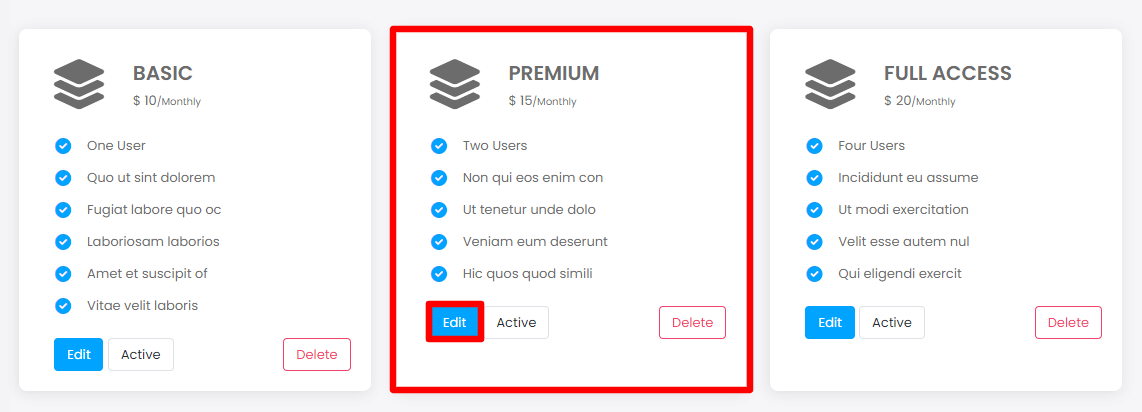 BASIC
$ 10/Monthly
One User
Quo ut sint dolorem
Fugiat labore quo oc
Laboriosam laborios
Amet et suscipit of
Vitae velit laboris
Edit
Active
Delete
PREMIUM
$ 15/Monthly
Two Users
Non qui eos enim con
Ut tenetur unde dolo
Veniam eum deserunt
Hic quos quod simili
Edit
Active
Delete
FULL ACCESS
$ 20/Monthly
Four Users
Incididunt eu assume
Ut modi exercitation
Velit esse autem nul
Qui eligendi exercit
Edit
Active
Delete